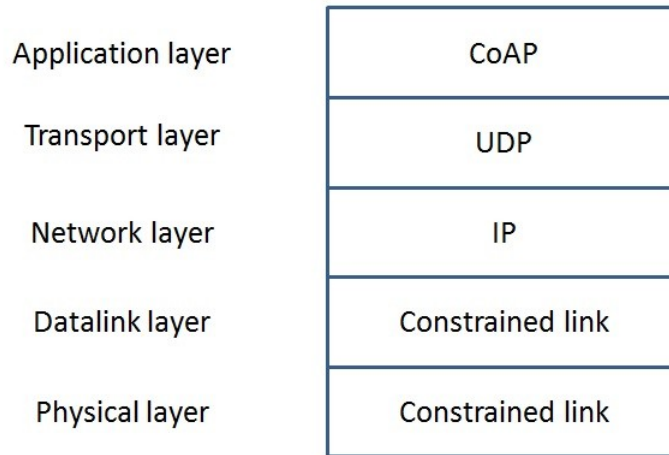 Application layer
CoAP
Transport layer
UDP
Network layer
IP
Datalink layer
Constrained link
Physical layer
Constrained link